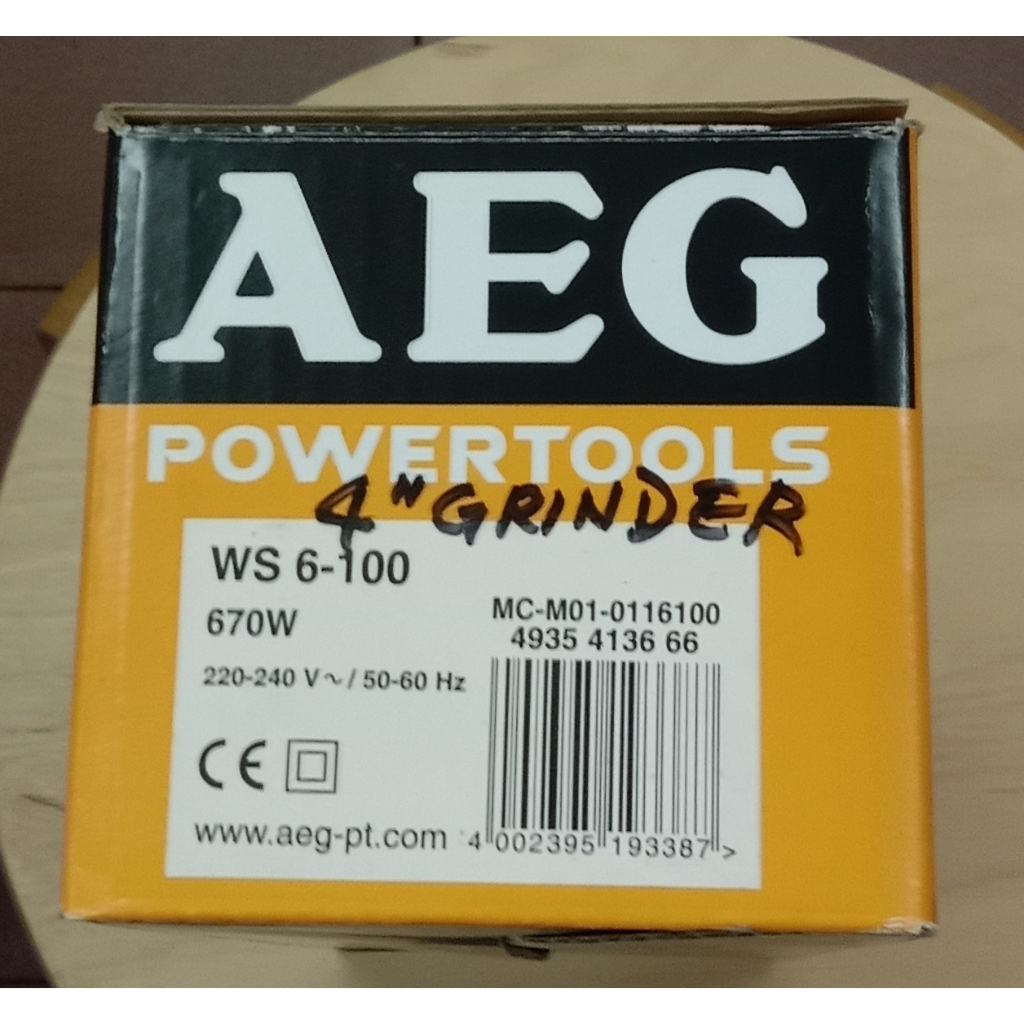 AEG
POWERTOOLS
4" GRINDER
WS 6-100
670W
220-240 V~/ 50-60 Hz
MC-M01-0116100
4935 4136 66
CE
www.aeg-pt.com
4 002395 193387 >